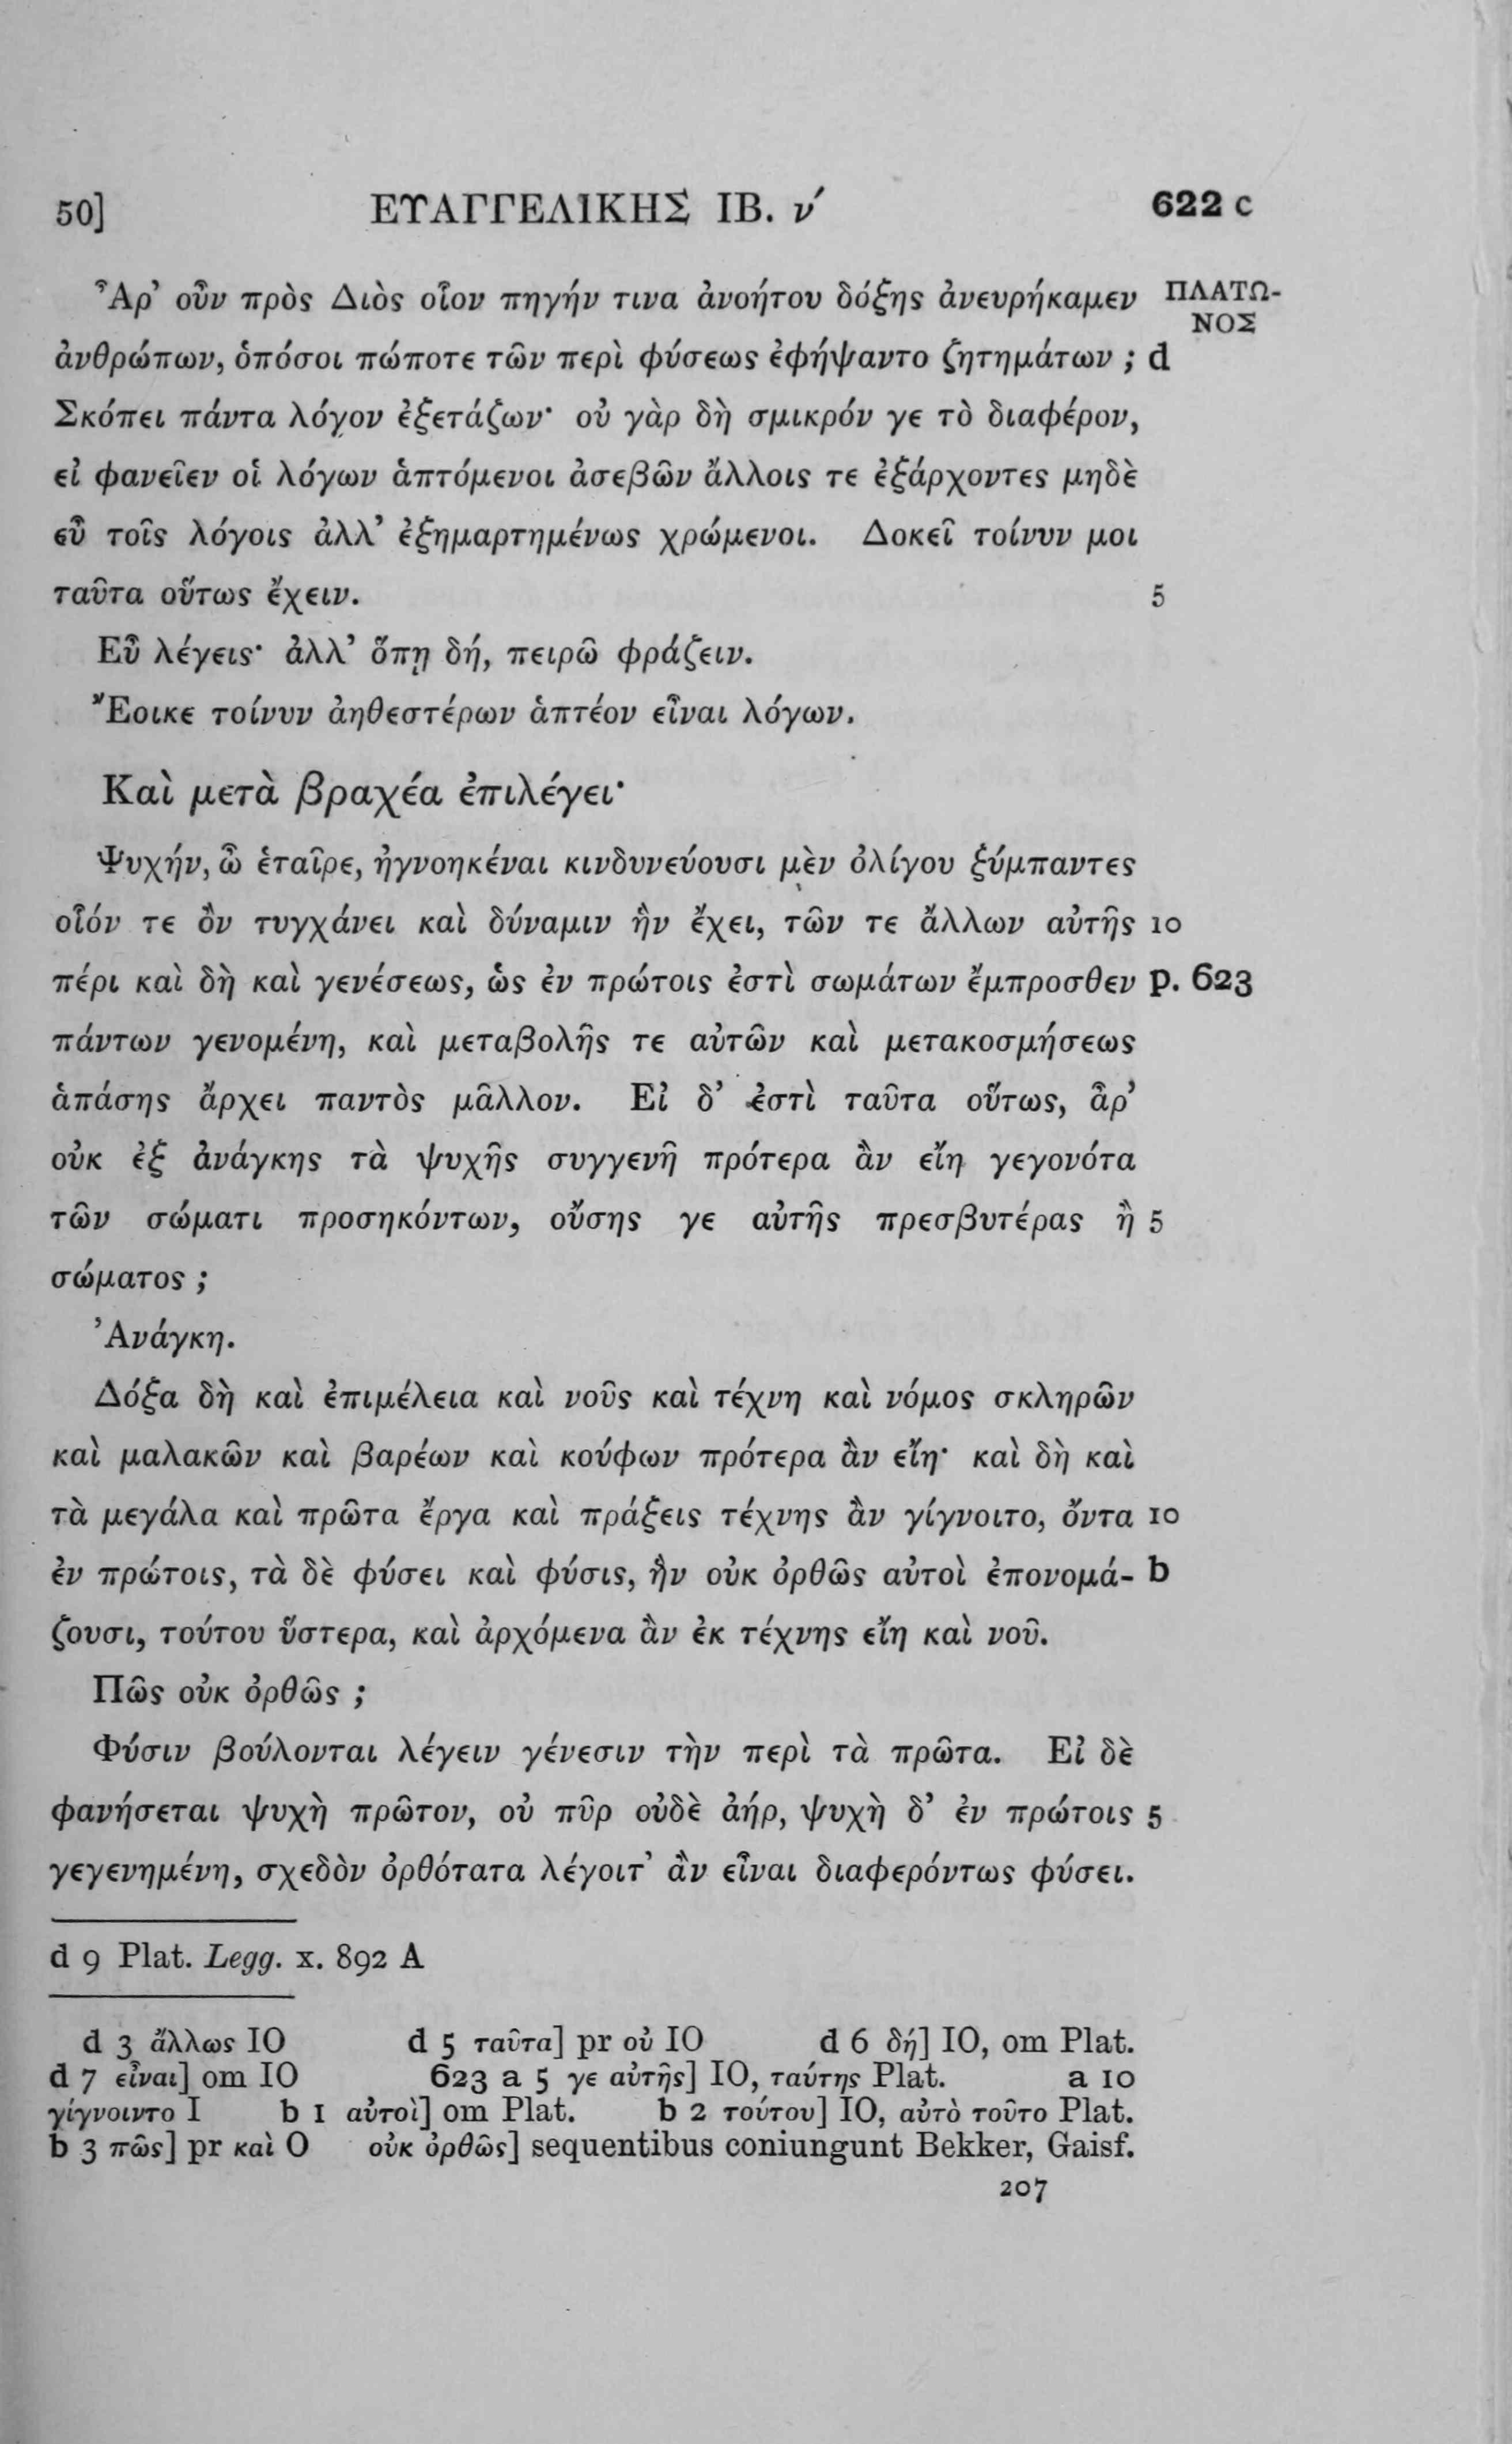 50] ΕΥΑΓΓΕΛΙΚΗΣ ΙΒ. ν´ 622 c
Ἆρ’ οὖν πρὸς Διὸς οἷον πηγήν τινα ἀνοήτου δόξης ἀνευρήκαμεν ΠΛΑΤΩ-
ΝΟΣ
ἀνθρώπων, ὁπόσοι πώποτε τῶν περὶ φύσεως ἐφήψαντο ζητημάτων ; d
Σκόπει πάντα λόγον ἐξετάζων· οὐ γὰρ δὴ σμικρόν γε τὸ διαφέρον,
εἰ φανεῖεν οἱ λόγων ἁπτόμενοι ἀσεβῶν ἄλλοις τε ἐξάρχοντες μηδὲ
εὖ τοῖς λόγοις ἀλλ’ ἐξημαρτημένως χρώμενοι. Δοκεῖ τοίνυν μοι
ταῦτα οὕτως ἔχειν. 5
Εὖ λέγεις· ἀλλ’ ὅπῃ δή, πειρῶ φράζειν.
Ἔοικε τοίνυν ἀηθεστέρων ἁπτέον εἶναι λόγων.
Καὶ μετὰ βραχέα ἐπιλέγει·
Ψυχήν, ὦ ἑταῖρε, ἠγνοηκέναι κινδυνεύουσι μὲν ὀλίγου ξύμπαντες
οἷόν τε ὂν τυγχάνει καὶ δύναμιν ἣν ἔχει, τῶν τε ἄλλων αὐτῆς 10
πέρι καὶ δὴ καὶ γενέσεως, ὡς ἐν πρώτοις ἐστὶ σωμάτων ἔμπροσθεν p. 623
πάντων γενομένη, καὶ μεταβολῆς τε αὐτῶν καὶ μετακοσμήσεως
ἁπάσης ἄρχει παντὸς μᾶλλον. Εἰ δ’ ἐστὶ ταῦτα οὕτως, ἆρ’
οὐκ ἐξ ἀνάγκης τὰ ψυχῆς συγγενῆ πρότερα ἂν εἴη γεγονότα
τῶν σώματι προσηκόντων, οὔσης γε αὐτῆς πρεσβυτέρας ἢ 5
σώματος ;
Ἀνάγκη.
Δόξα δὴ καὶ ἐπιμέλεια καὶ νοῦς καὶ τέχνη καὶ νόμος σκληρῶν
καὶ μαλακῶν καὶ βαρέων καὶ κούφων πρότερα ἂν εἴη· καὶ δὴ καὶ
τὰ μεγάλα καὶ πρῶτα ἔργα καὶ πράξεις τέχνης ἂν γίγνοιτο, ὄντα 10
ἐν πρώτοις, τὰ δὲ φύσει καὶ φύσις, ἣν οὐκ ὀρθῶς αὐτοὶ ἐπονομά- b
ζουσι, τούτου ὕστερα, καὶ ἀρχόμενα ἂν ἐκ τέχνης εἴη καὶ νοῦ.
Πῶς οὐκ ὀρθῶς ;
Φύσιν βούλονται λέγειν γένεσιν τὴν περὶ τὰ πρῶτα. Εἰ δὲ
φανήσεται ψυχὴ πρῶτον, οὐ πῦρ οὐδὲ ἀήρ, ψυχὴ δ’ ἐν πρώτοις 5
γεγενημένη, σχεδὸν ὀρθότατα λέγοιτ’ ἂν εἶναι διαφερόντως φύσει.
d 9 Plat. Legg. x. 892 A
d 3 ἄλλως IO d 5 ταῦτα] pr οὐ IO d 6 δή] IO, om Plat.
d 7 εἶναι] om IO 623 a 5 γε αὐτῆς] IO, ταύτης Plat. a 10
γίγνοιντο I b 1 αὐτοὶ] om Plat. b 2 τούτου] IO, αὐτὸ τοῦτο Plat.
b 3 πῶς] pr καὶ O οὐκ ὀρθῶς] sequentibus coniungunt Bekker, Gaisf.
207